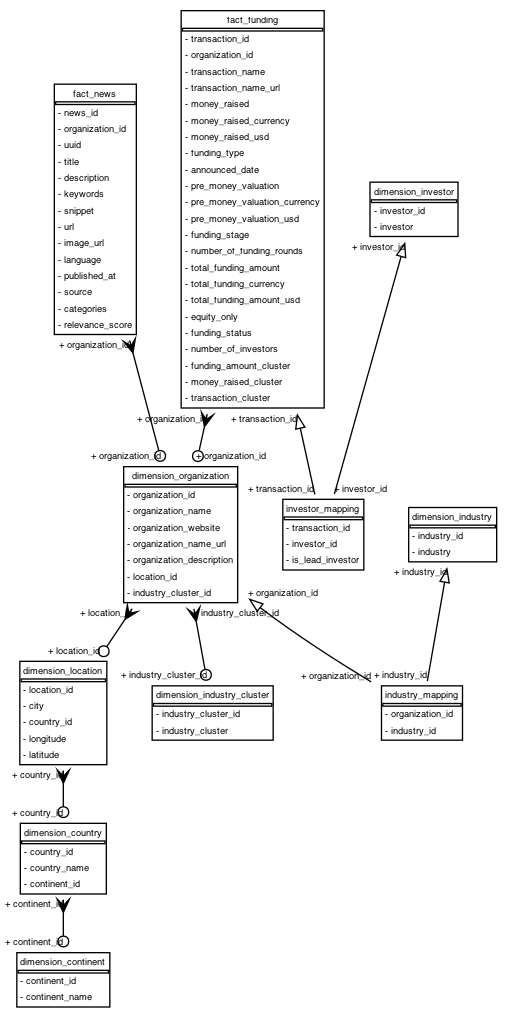 fact_funding
- transaction_id
- organization_id
- transaction_name
- transaction_name_url
- money_raised
- money_raised_currency
- money_raised_usd
- funding_type
- announced_date
- pre_money_valuation
- pre_money_valuation_currency
- pre_money_valuation_usd
- funding_stage
- number_of_funding_rounds
- total_funding_amount
- total_funding_currency
- total_funding_amount_usd
- equity_only
- funding_status
- number_of_investors
- funding_amount_cluster
- money_raised_cluster
- transaction_cluster
fact_news
- news_id
- organization_id
- uuid
- title
- description
- keywords
- snippet
- url
- image_url
- language
- published_at
- source
- categories
- relevance_score
dimension_investor
- investor_id
- investor
+ investor_id
+ organization_id
+ organization_id
+ transaction_id
+ organization_id
+ organization_id
dimension_organization
- organization_id
- organization_name
- organization_website
- organization_name_url
- organization_description
- location_id
- industry_cluster_id
+ transaction_id
+ investor_id
investor_mapping
- transaction_id
- investor_id
- is_lead_investor
dimension_industry
- industry_id
- industry
+ industry_id
+ organization_id
+ location_id
industry_cluster_id
+ location_id
+ industry_cluster_id
+ organization_id
+ industry_id
dimension_location
- location_id
- city
- country_id
- longitude
- latitude
dimension_industry_cluster
- industry_cluster_id
- industry_cluster
industry_mapping
- organization_id
- industry_id
+ country_id
+ country_id
dimension_country
- country_id
- country_name
- continent_id
+ continent_id
+ continent_id
dimension_continent
- continent_id
- continent_name